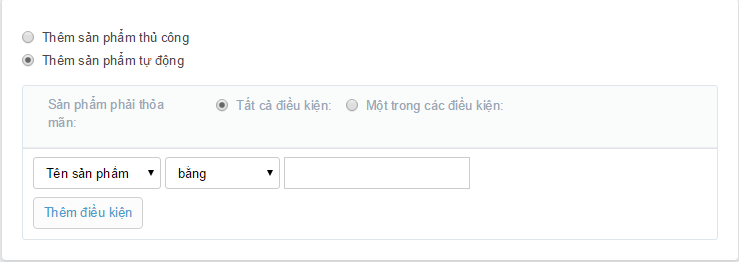 Thêm sản phẩm thủ công
Thêm sản phẩm tự động
Sản phẩm phải thỏa
mãn:
Tất cả điều kiện: Một trong các điều kiện:
Tên sản phẩm bằng
Thêm điều kiện